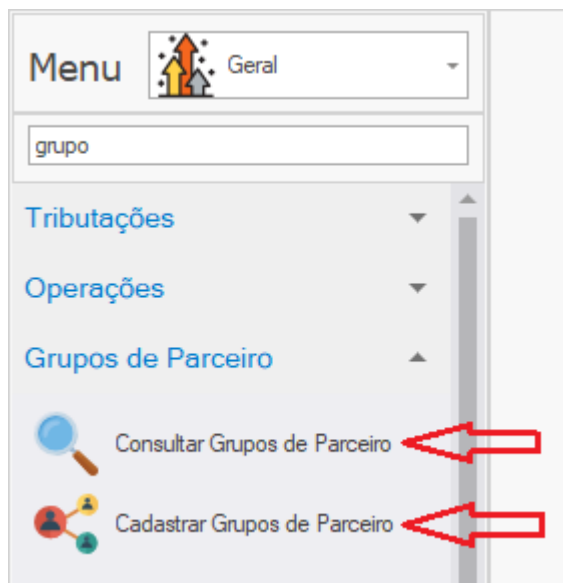 Menu Geral
grupo
Tributações
Operações
Grupos de Parceiro
Consultar Grupos de Parceiro
Cadastrar Grupos de Parceiro